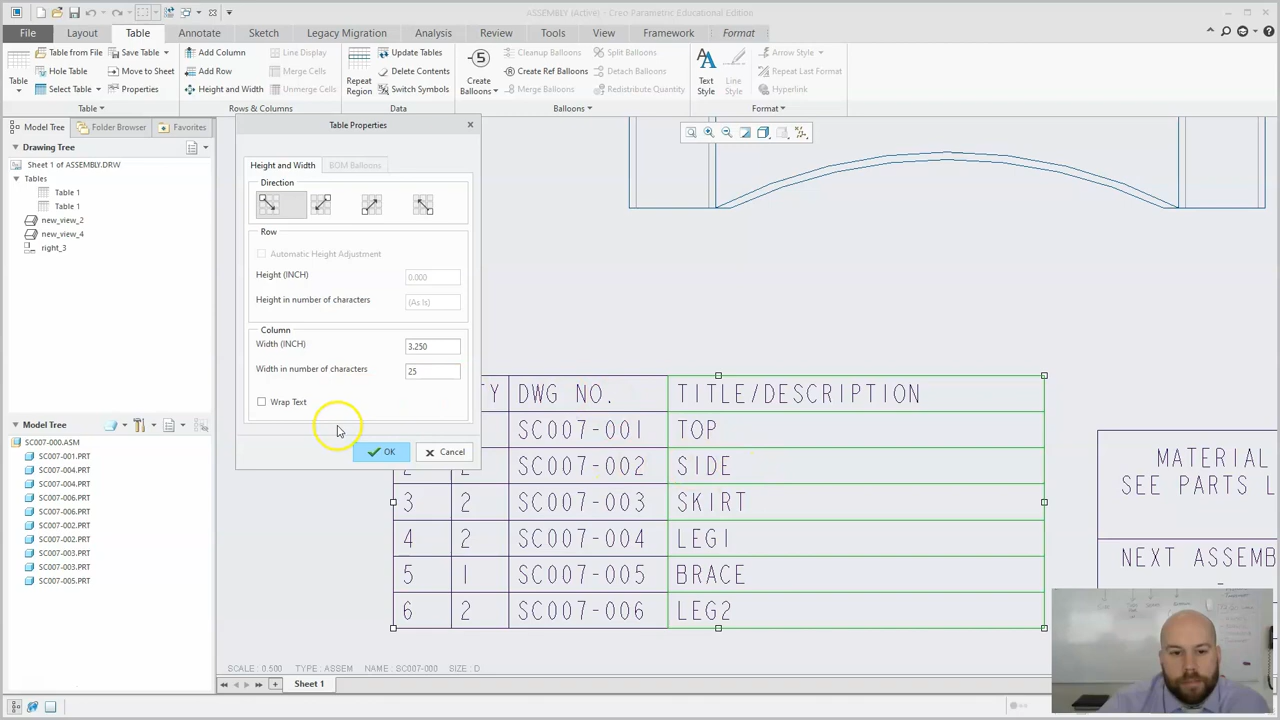 ASSEMBLY (Active) - Creo Parametric Educational Edition
File Layout Table Annotate Sketch Legacy Migration Analysis Review Tools View Framework Format
Table from File Save Table Add Column Line Display Update Tables Cleanup Balloons Split Balloons Arrow Style
Hole Table Move to Sheet Add Row Merge Cells Delete Contents Create Ref Balloons Detach Balloons Repeat Last Format
Select Table Properties Height and Width Unmerge Cells Switch Symbols Merge Balloons Redistribute Quantity Hyperlink
Table
Repeat Region
Create Balloons
Text Style
Line Style
Table Rows & Columns Data Balloons Format
Model Tree Folder Browser Favorites
Drawing Tree
Sheet 1 of ASSEMBLY.DRW
Tables
Table 1
Table 1
new_view_2
new_view_4
right_3
Model Tree
SC007-000.ASM
SC007-001.PRT
SC007-004.PRT
SC007-004.PRT
SC007-006.PRT
SC007-006.PRT
SC007-002.PRT
SC007-002.PRT
SC007-003.PRT
SC007-003.PRT
SC007-005.PRT
Table Properties
Height and Width BOM Balloons
Direction
Row
Automatic Height Adjustment
Height (INCH) 0.000
Height in number of characters (As Is)
Column
Width (INCH) 3.250
Width in number of characters 25
Wrap Text
OK Cancel
Y DWG NO. TITLE/DESCRIPTION
SC007-001 TOP
2 2 SC007-002 SIDE
3 2 SC007-003 SKIRT
4 2 SC007-004 LEG1
5 1 SC007-005 BRACE
6 2 SC007-006 LEG2
MATERIAL
SEE PARTS L
NEXT ASSEMB
-
SCALE : 0.500 TYPE : ASSEM NAME : SC007-000 SIZE : D
Sheet 1